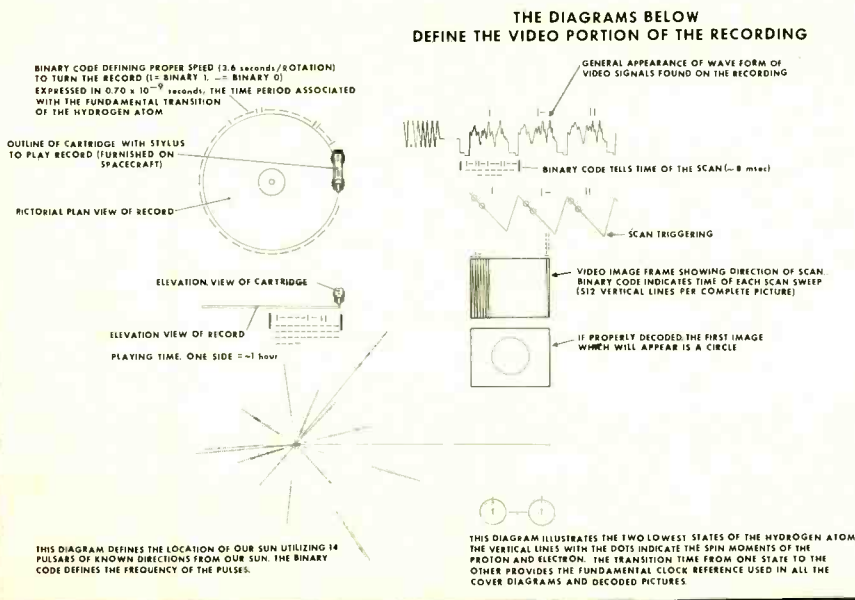 THE DIAGRAMS BELOW
DEFINE THE VIDEO PORTION OF THE RECORDING
BINARY CODE DEFINING PROPER SPEED (3.6 seconds/ROTATION)
TO TURN THE RECORD (I= BINARY 1, –= BINARY 0)
EXPRESSED IN 0.70 x 10⁻⁹ seconds, THE TIME PERIOD ASSOCIATED
WITH THE FUNDAMENTAL TRANSITION
OF THE HYDROGEN ATOM
OUTLINE OF CARTRIDGE WITH STYLUS
TO PLAY RECORD (FURNISHED ON
SPACECRAFT)
PICTORIAL PLAN VIEW OF RECORD
ELEVATION VIEW OF CARTRIDGE
ELEVATION VIEW OF RECORD
PLAYING TIME, ONE SIDE = ~1 hour
GENERAL APPEARANCE OF WAVE FORM OF
VIDEO SIGNALS FOUND ON THE RECORDING
BINARY CODE TELLS TIME OF THE SCAN (~ 8 msec)
SCAN TRIGGERING
VIDEO IMAGE FRAME SHOWING DIRECTION OF SCAN.
BINARY CODE INDICATES TIME OF EACH SCAN SWEEP
(512 VERTICAL LINES PER COMPLETE PICTURE)
IF PROPERLY DECODED, THE FIRST IMAGE
WHICH WILL APPEAR IS A CIRCLE
THIS DIAGRAM DEFINES THE LOCATION OF OUR SUN UTILIZING 14
PULSARS OF KNOWN DIRECTIONS FROM OUR SUN. THE BINARY
CODE DEFINES THE FREQUENCY OF THE PULSES.
THIS DIAGRAM ILLUSTRATES THE TWO LOWEST STATES OF THE HYDROGEN ATOM
THE VERTICAL LINES WITH THE DOTS INDICATE THE SPIN MOMENTS OF THE
PROTON AND ELECTRON. THE TRANSITION TIME FROM ONE STATE TO THE
OTHER PROVIDES THE FUNDAMENTAL CLOCK REFERENCE USED IN ALL THE
COVER DIAGRAMS AND DECODED PICTURES.